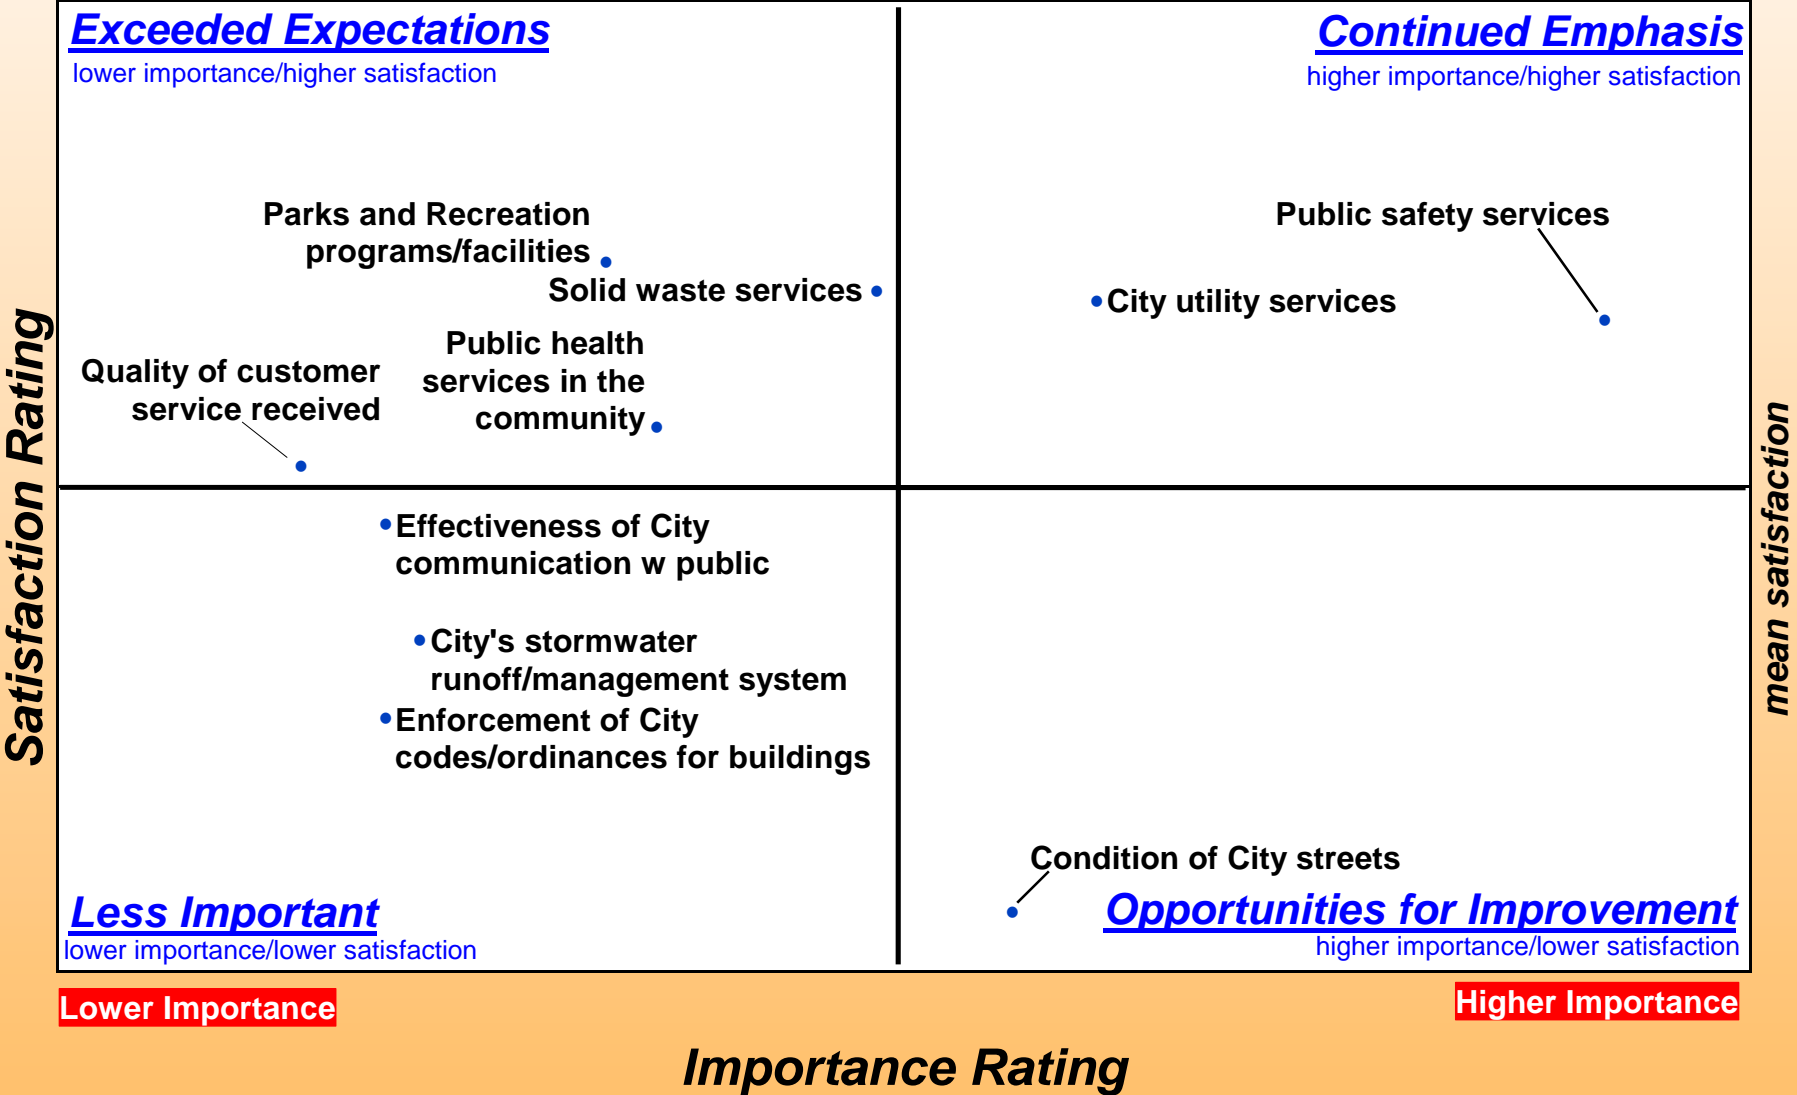 Exceeded Expectations
lower importance/higher satisfaction
Continued Emphasis
higher importance/higher satisfaction
Parks and Recreation
programs/facilities
Solid waste services
Public health
services in the
community
Quality of customer
service received
Public safety services
City utility services
Satisfaction Rating
mean satisfaction
Effectiveness of City
communication w public
City's stormwater
runoff/management system
Enforcement of City
codes/ordinances for buildings
Condition of City streets
Less Important
lower importance/lower satisfaction
Opportunities for Improvement
higher importance/lower satisfaction
Lower Importance
Higher Importance
Importance Rating